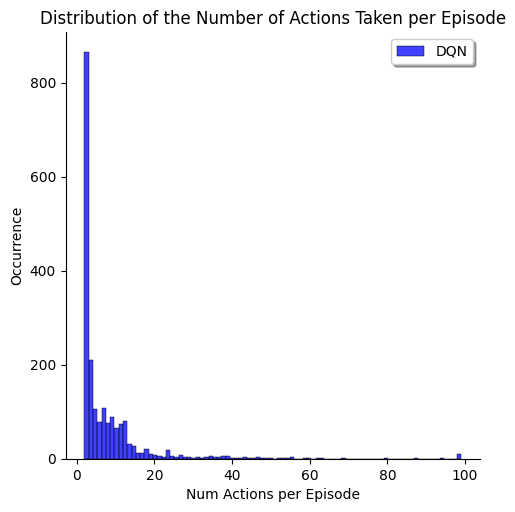 Distribution of the Number of Actions Taken per Episode
DQN
800
600
400
200
0
Occurrence
0 20 40 60 80 100
Num Actions per Episode